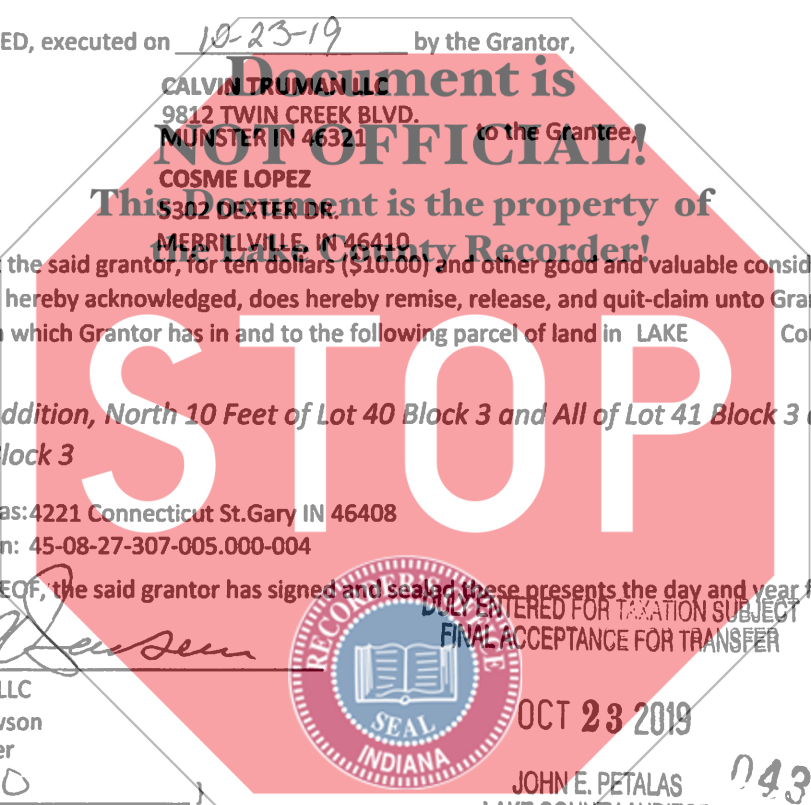 ED, executed on 10-23-19 by the Grantor,
Document is
CALVIN TRUMAN LLC
9812 TWIN CREEK BLVD.
MUNSTER IN 46321 to the Grantee,
NOT OFFICIAL!
COSME LOPEZ
This Document is the property of
5302 DEXTER DR.
MERRILLVILLE, IN 46410
the Lake County Recorder!
the said grantor, for ten dollars ($10.00) and other good and valuable consid
hereby acknowledged, does hereby remise, release, and quit-claim unto Gra
which Grantor has in and to the following parcel of land in LAKE Co
STOP
ddition, North 10 Feet of Lot 40 Block 3 and All of Lot 41 Block 3
lock 3
as:4221 Connecticut St.Gary IN 46408
n: 45-08-27-307-005.000-004
EOF, the said grantor has signed and sealed these presents the day and year f
DULY ENTERED FOR TAXATION SUBJECT
FINAL ACCEPTANCE FOR TRANSFER
LLC
wson
er
SEAL
INDIANA
OCT 23 2019
JOHN E. PETALAS
043